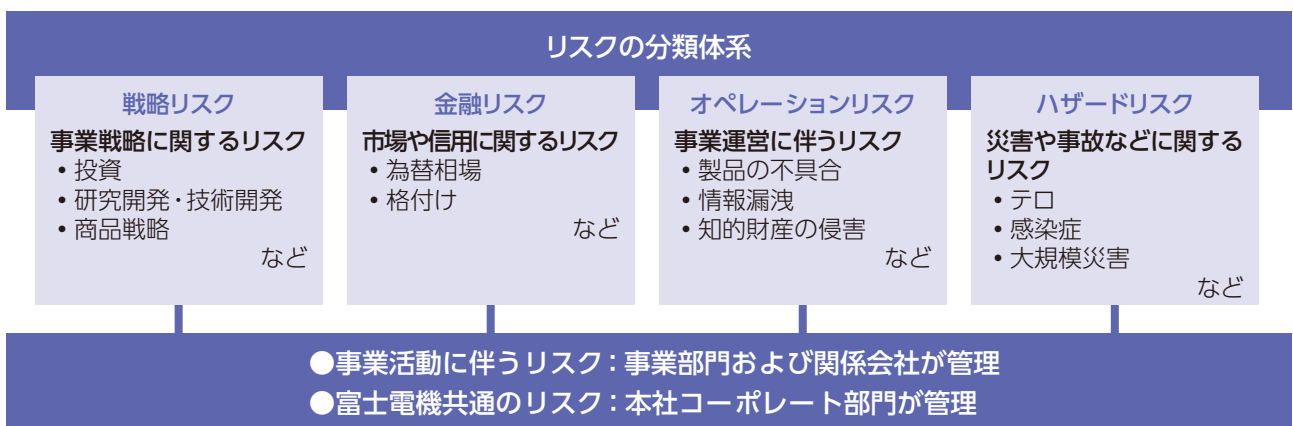 リスクの分類体系
戦略リスク
事業戦略に関するリスク
• 投資
• 研究開発・技術開発
• 商品戦略
など
金融リスク
市場や信用に関するリスク
• 為替相場
• 格付け
など
オペレーションリスク
事業運営に伴うリスク
• 製品の不具合
• 情報漏洩
• 知的財産の侵害
など
ハザードリスク
災害や事故などに関する
リスク
• テロ
• 感染症
• 大規模災害
など
●事業活動に伴うリスク：事業部門および関係会社が管理
●富士電機共通のリスク：本社コーポレート部門が管理